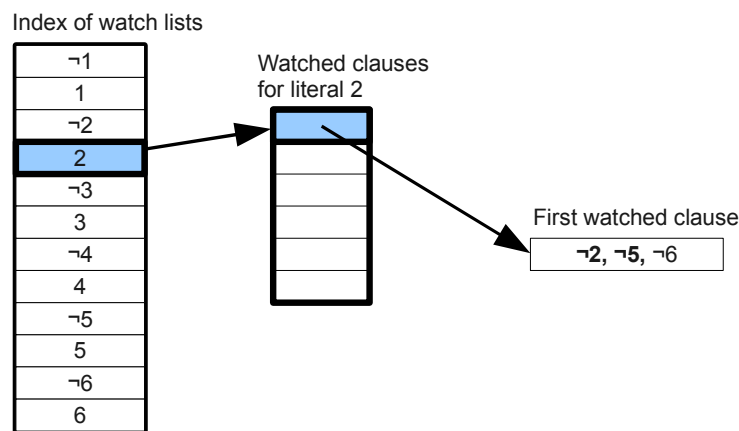 Index of watch lists
¬1
1
¬2
2
¬3
3
¬4
4
¬5
5
¬6
6
Watched clauses
for literal 2
First watched clause
¬2, ¬5, ¬6